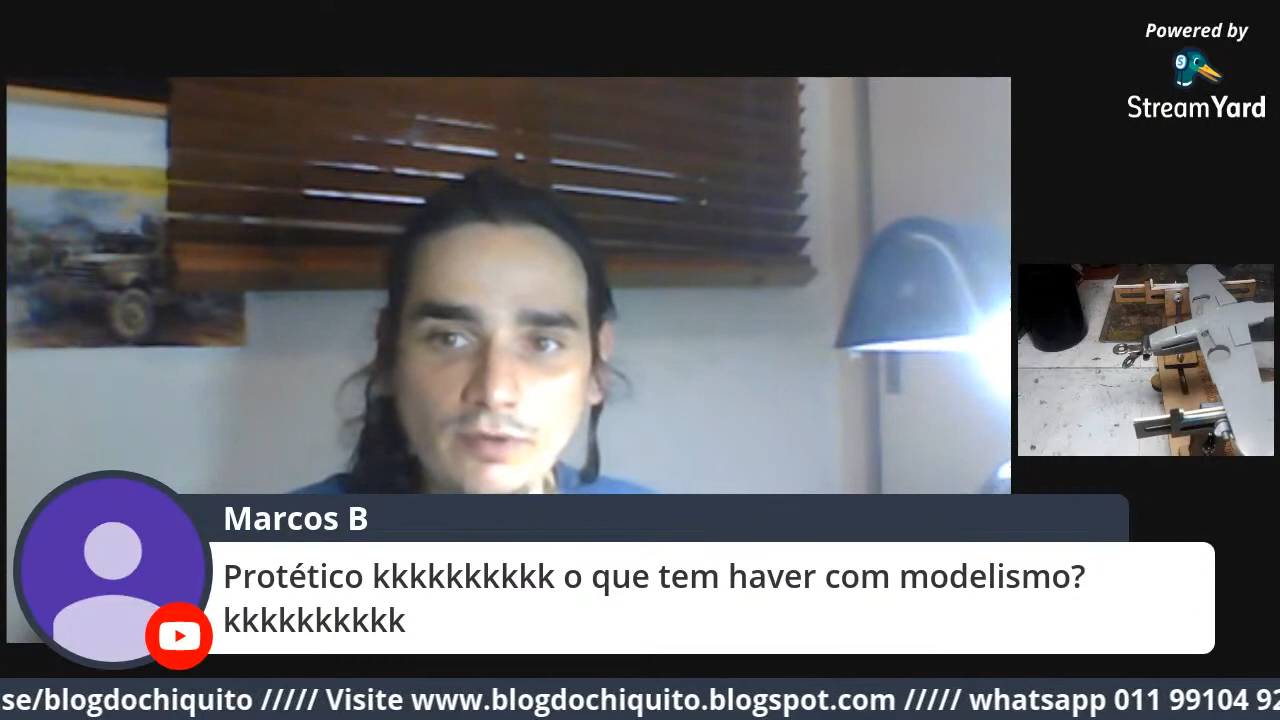 Powered by
StreamYard
Marcos B
Protético kkkkkkkkkk o que tem haver com modelismo?
kkkkkkkkkk
se/blogdochiquito ///// Visite www.blogdochiquito.blogspot.com ///// whatsapp 011 99104 92